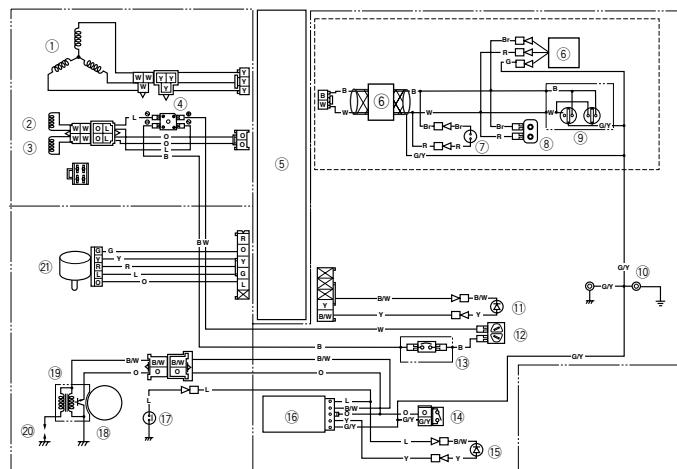 ①
W W Y Y Y
W Y Y
Y
②
③
W W O L
W W O L
④
L
O
O
L
B
O
O
⑤
B W
㉑
G
Y
R
L
O
G
Y
R
L
O
R
O
Y
G
L
⑲
⑳
⑱
B/W
O
B/W B/W
O
B/W
O
⑰
L
L
B
W
B
W
⑥
B
W
Br
R
G
⑥
Br Br
R R
⑦
Br
R
⑧
B
W
G/Y
⑨
G/Y
G/Y
G/Y
⑩
Y
B/W
B/W B/W
Y Y
⑪
W
⑫
B B
⑬
G/Y
⑯
L
B/W
O
Y
G/Y
O O
G/Y G/Y
⑭
L B/W
Y Y
⑮